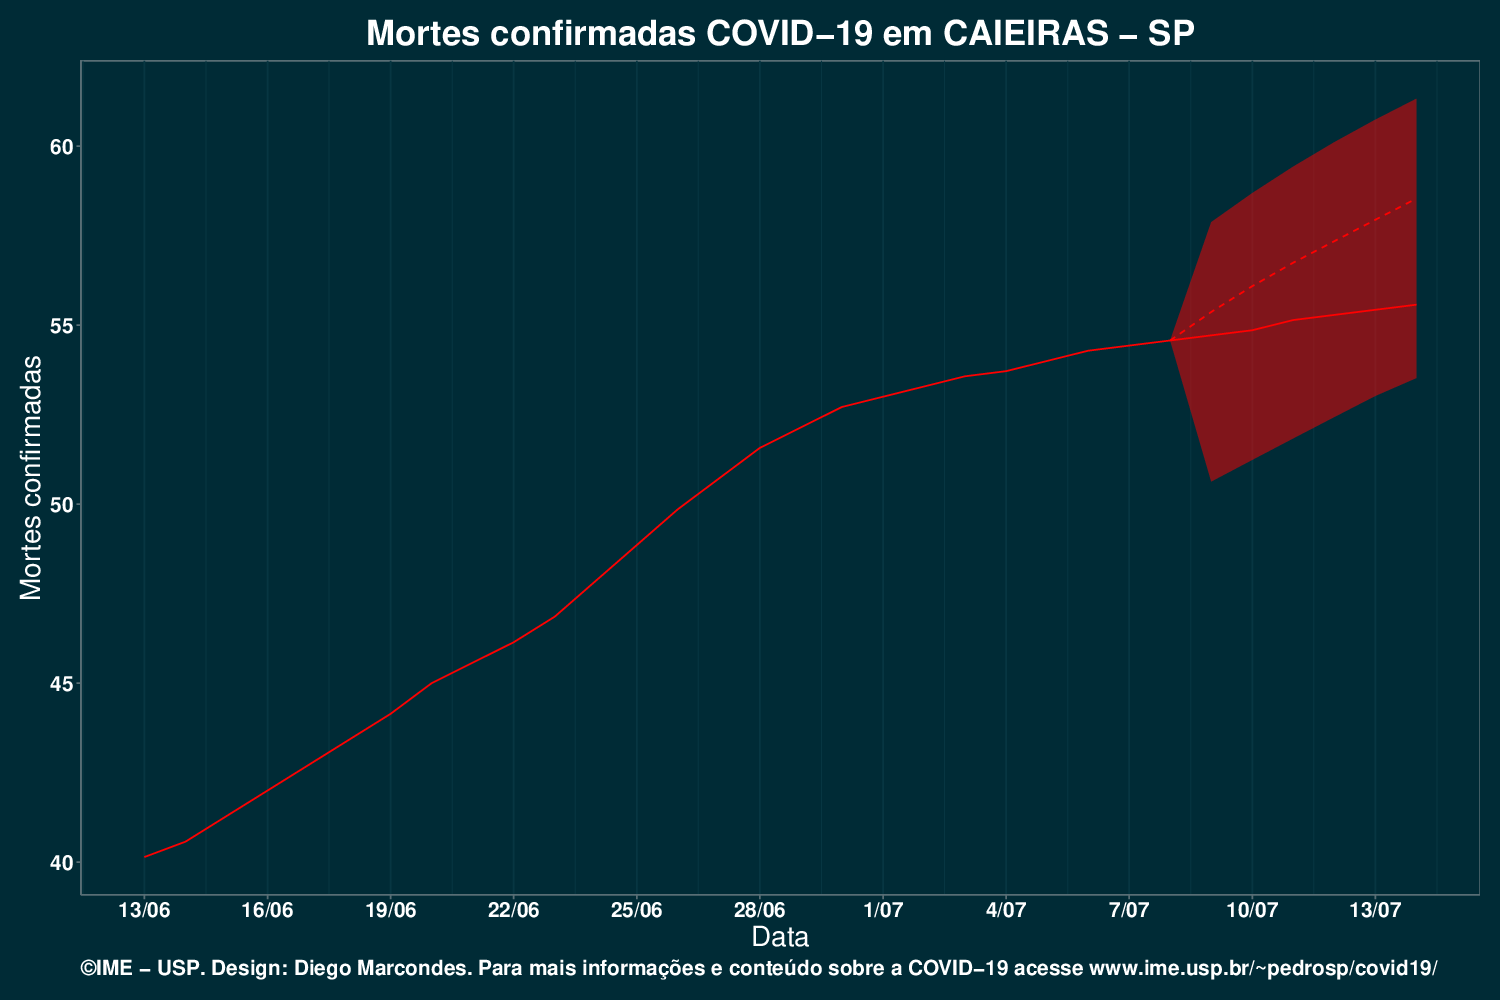 Mortes confirmadas COVID−19 em CAIEIRAS − SP
Mortes confirmadas
60
55
50
45
40
13/06 16/06 19/06 22/06 25/06 28/06 1/07 4/07 7/07 10/07 13/07
Data
©IME − USP. Design: Diego Marcondes. Para mais informações e conteúdo sobre a COVID−19 acesse www.ime.usp.br/~pedrosp/covid19/